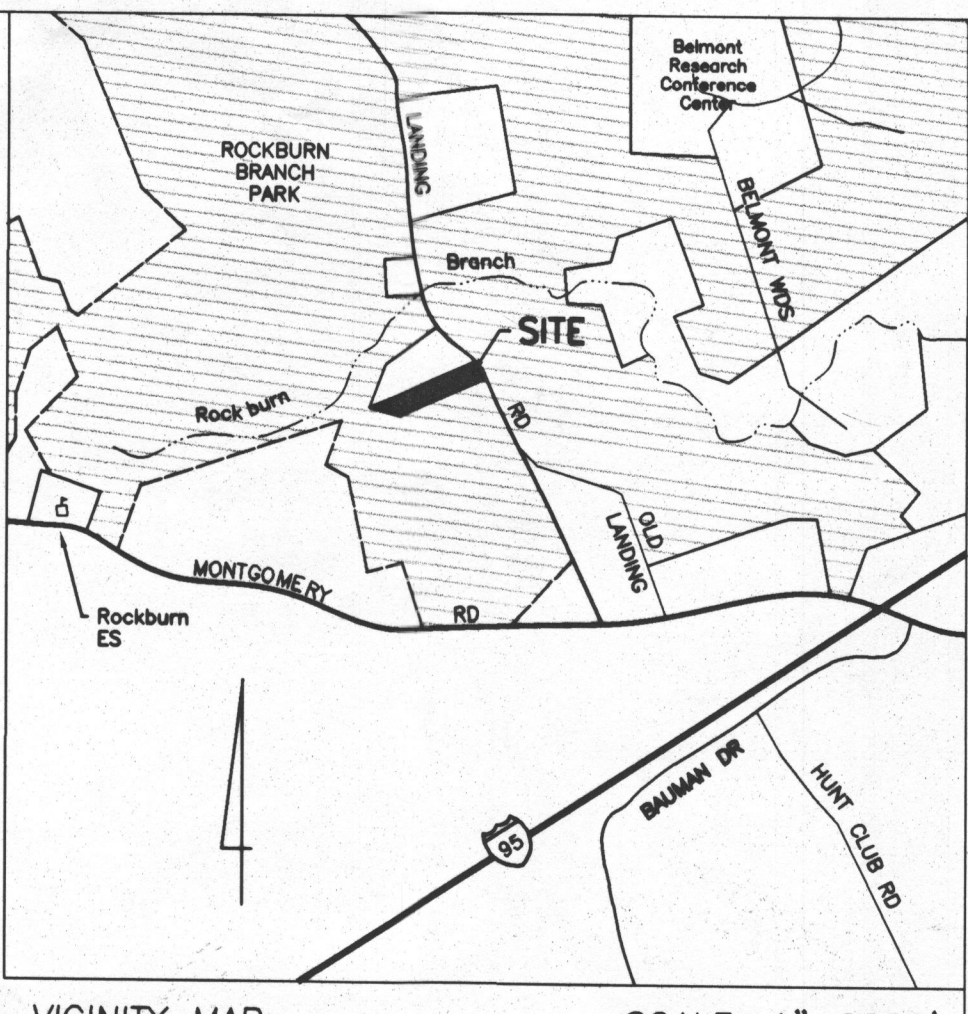 Belmont
Research
Conference
Center
ROCKBURN
BRANCH
PARK
LANDING
BELMONT WDS
Branch
SITE
Rock burn
RD
OLD
LANDING
MONTGOMERY
RD
Rockburn
ES
BAUMAN DR
HUNT CLUB RD
95
VICINITY MAP